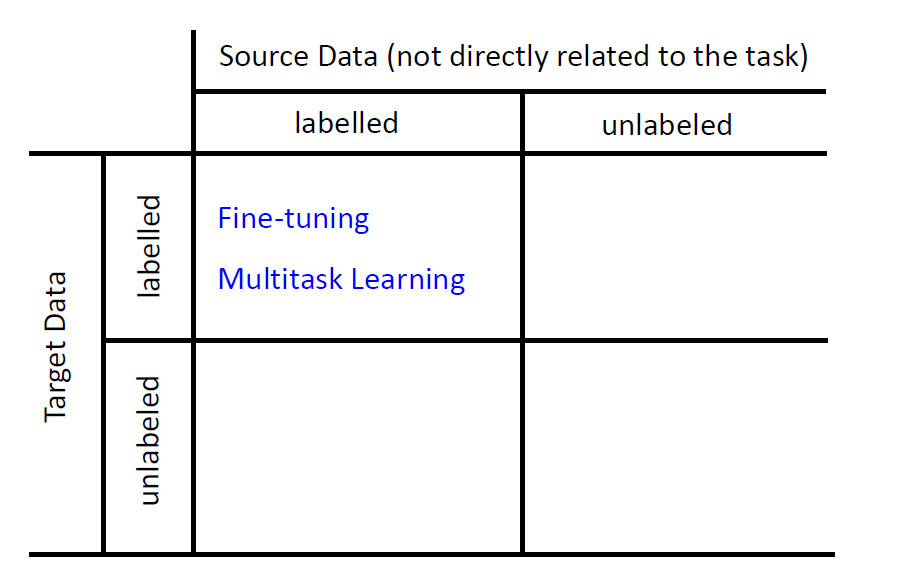 Source Data (not directly related to the task)
labelled
unlabeled
Target Data
labelled
Fine-tuning
Multitask Learning
unlabeled